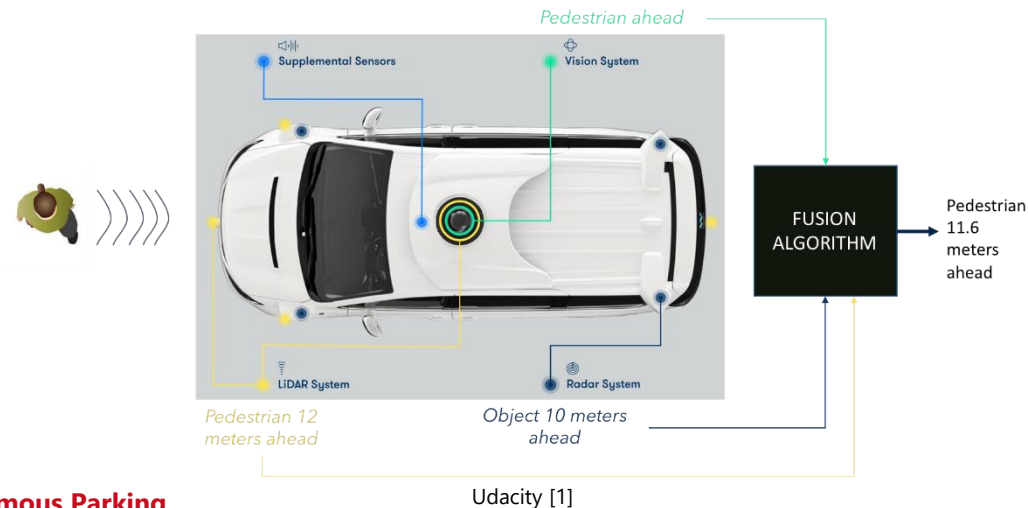 Pedestrian ahead
Supplemental Sensors
Vision System
FUSION
ALGORITHM
Pedestrian
11.6
meters
ahead
LiDAR System
Radar System
Pedestrian 12
meters ahead
Object 10 meters
ahead
Udacity [1]
Parking